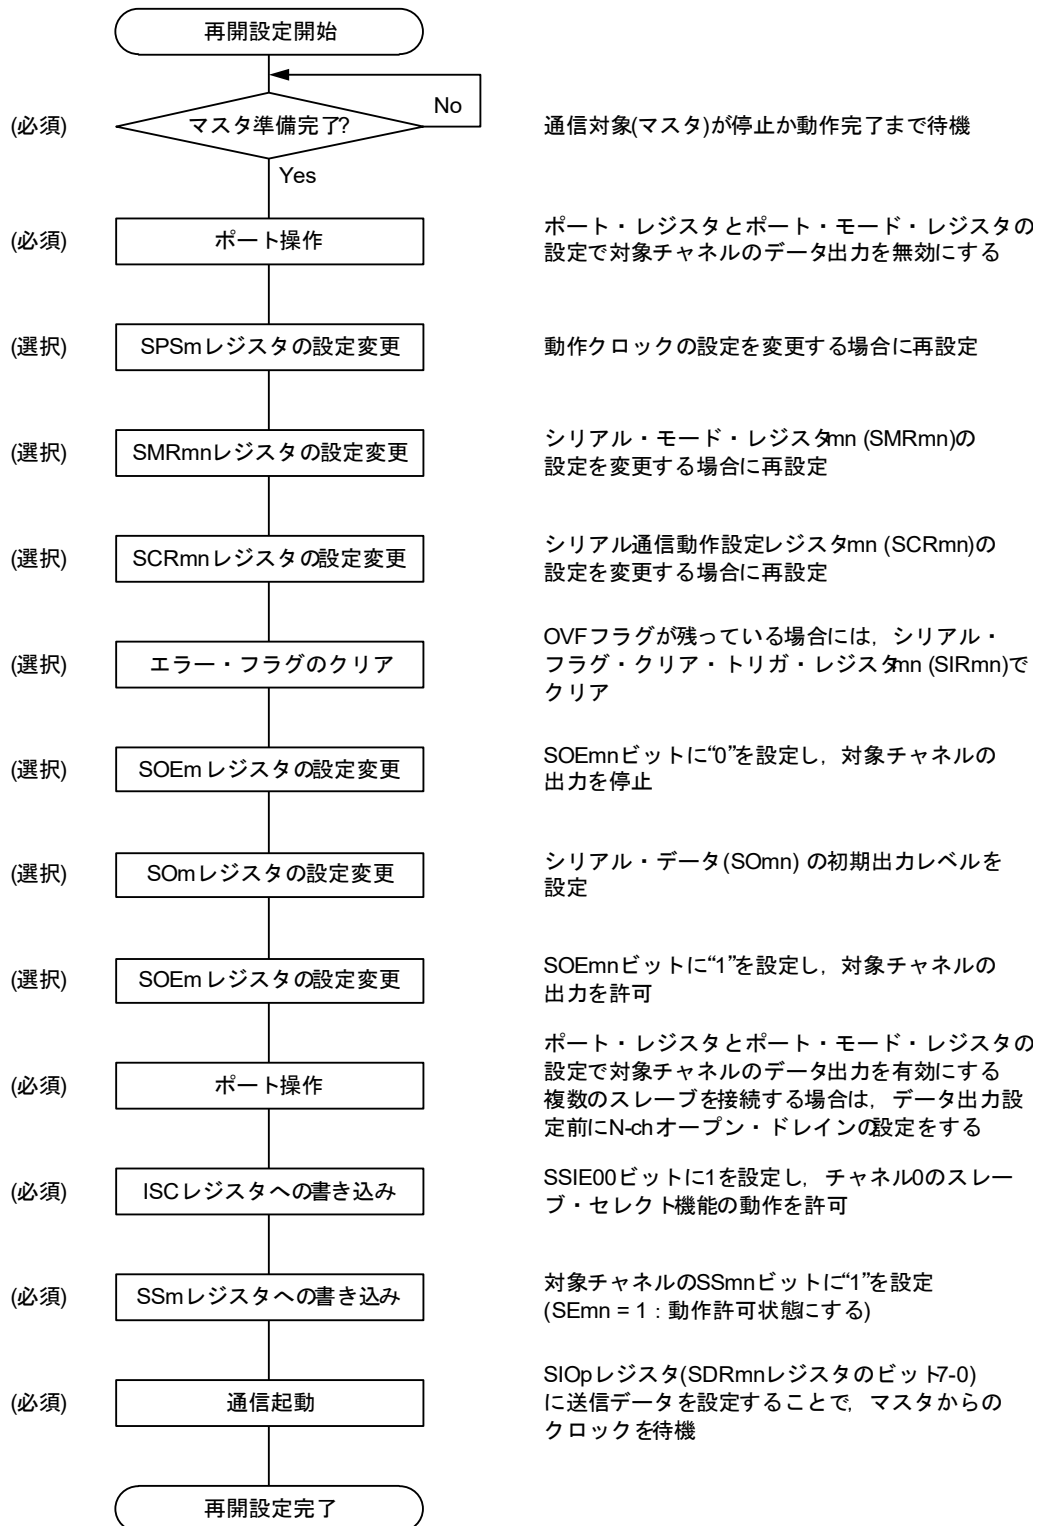 再開設定開始
No
(必須)
マスタ準備完了?
通信対象(マスタ)が停止か動作完了まで待機
Yes
(必須)
ポート操作
ポート・レジスタとポート・モード・レジスタの
設定で対象チャネルのデータ出力を無効にする
(選択)
SPSmレジスタの設定変更
動作クロックの設定を変更する場合に再設定
(選択)
SMRmnレジスタの設定変更
シリアル・モード・レジスタmn (SMRmn)の
設定を変更する場合に再設定
(選択)
SCRmnレジスタの設定変更
シリアル通信動作設定レジスタmn (SCRmn)の
設定を変更する場合に再設定
(選択)
エラー・フラグのクリア
OVFフラグが残っている場合には,シリアル・
フラグ・クリア・トリガ・レジスタmn (SIRmn)で
クリア
(選択)
SOEmレジスタの設定変更
SOEmnビットに“0”を設定し,対象チャネルの
出力を停止
(選択)
SOmレジスタの設定変更
シリアル・データ(SOmn) の初期出力レベルを
設定
(選択)
SOEmレジスタの設定変更
SOEmnビットに“1”を設定し,対象チャネルの
出力を許可
(必須)
ポート操作
ポート・レジスタとポート・モード・レジスタの
設定で対象チャネルのデータ出力を有効にする
複数のスレーブを接続する場合は,データ出力設
定前にN-chオープン・ドレインの設定をする
(必須)
ISCレジスタへの書き込み
SSIE00ビットに1を設定し,チャネル0のスレー
ブ・セレクト機能の動作を許可
(必須)
SSmレジスタへの書き込み
対象チャネルのSSmnビットに“1”を設定
(SEmn = 1:動作許可状態にする)
(必須)
通信起動
SIOpレジスタ(SDRmnレジスタのビット7-0)
に送信データを設定することで,マスタからの
クロックを待機
再開設定完了